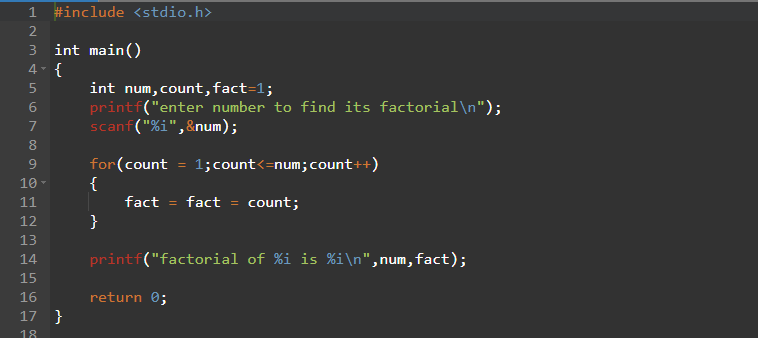 1 #include <stdio.h>
2
3 int main()
4 {
5 int num,count,fact=1;
6 printf("enter number to find its factorial\n");
7 scanf("%i",&num);
8
9 for(count = 1;count<=num;count++)
10 {
11 fact = fact = count;
12 }
13
14 printf("factorial of %i is %i\n",num,fact);
15
16 return 0;
17 }
18